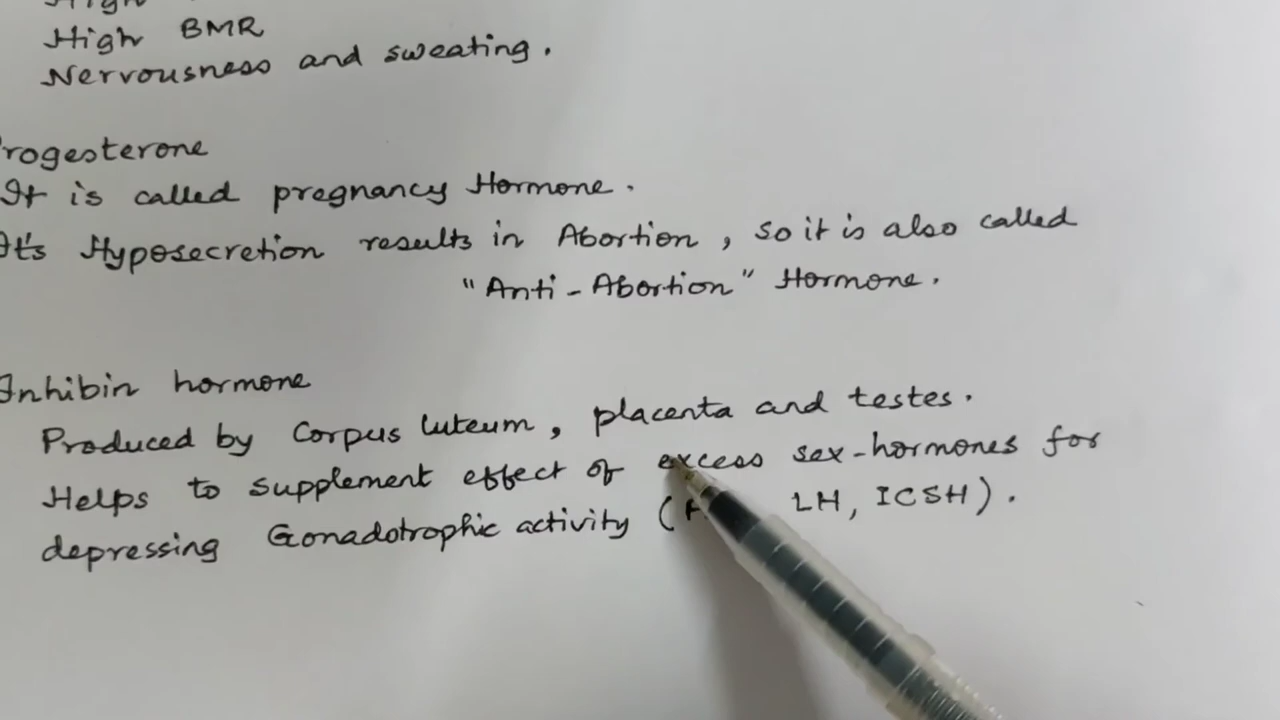 High
High BMR
Nervousness and sweating.
rogesterone
It is called pregnancy Hormone.
It's Hyposecretion results in Abortion, so it is also called
"Anti-Abortion" Hormone.
Inhibin hormone
Produced by Corpus luteum, placenta and testes.
Helps to supplement effect of excess sex-hormones for
depressing Gonadotrophic activity ( LH, ICSH).